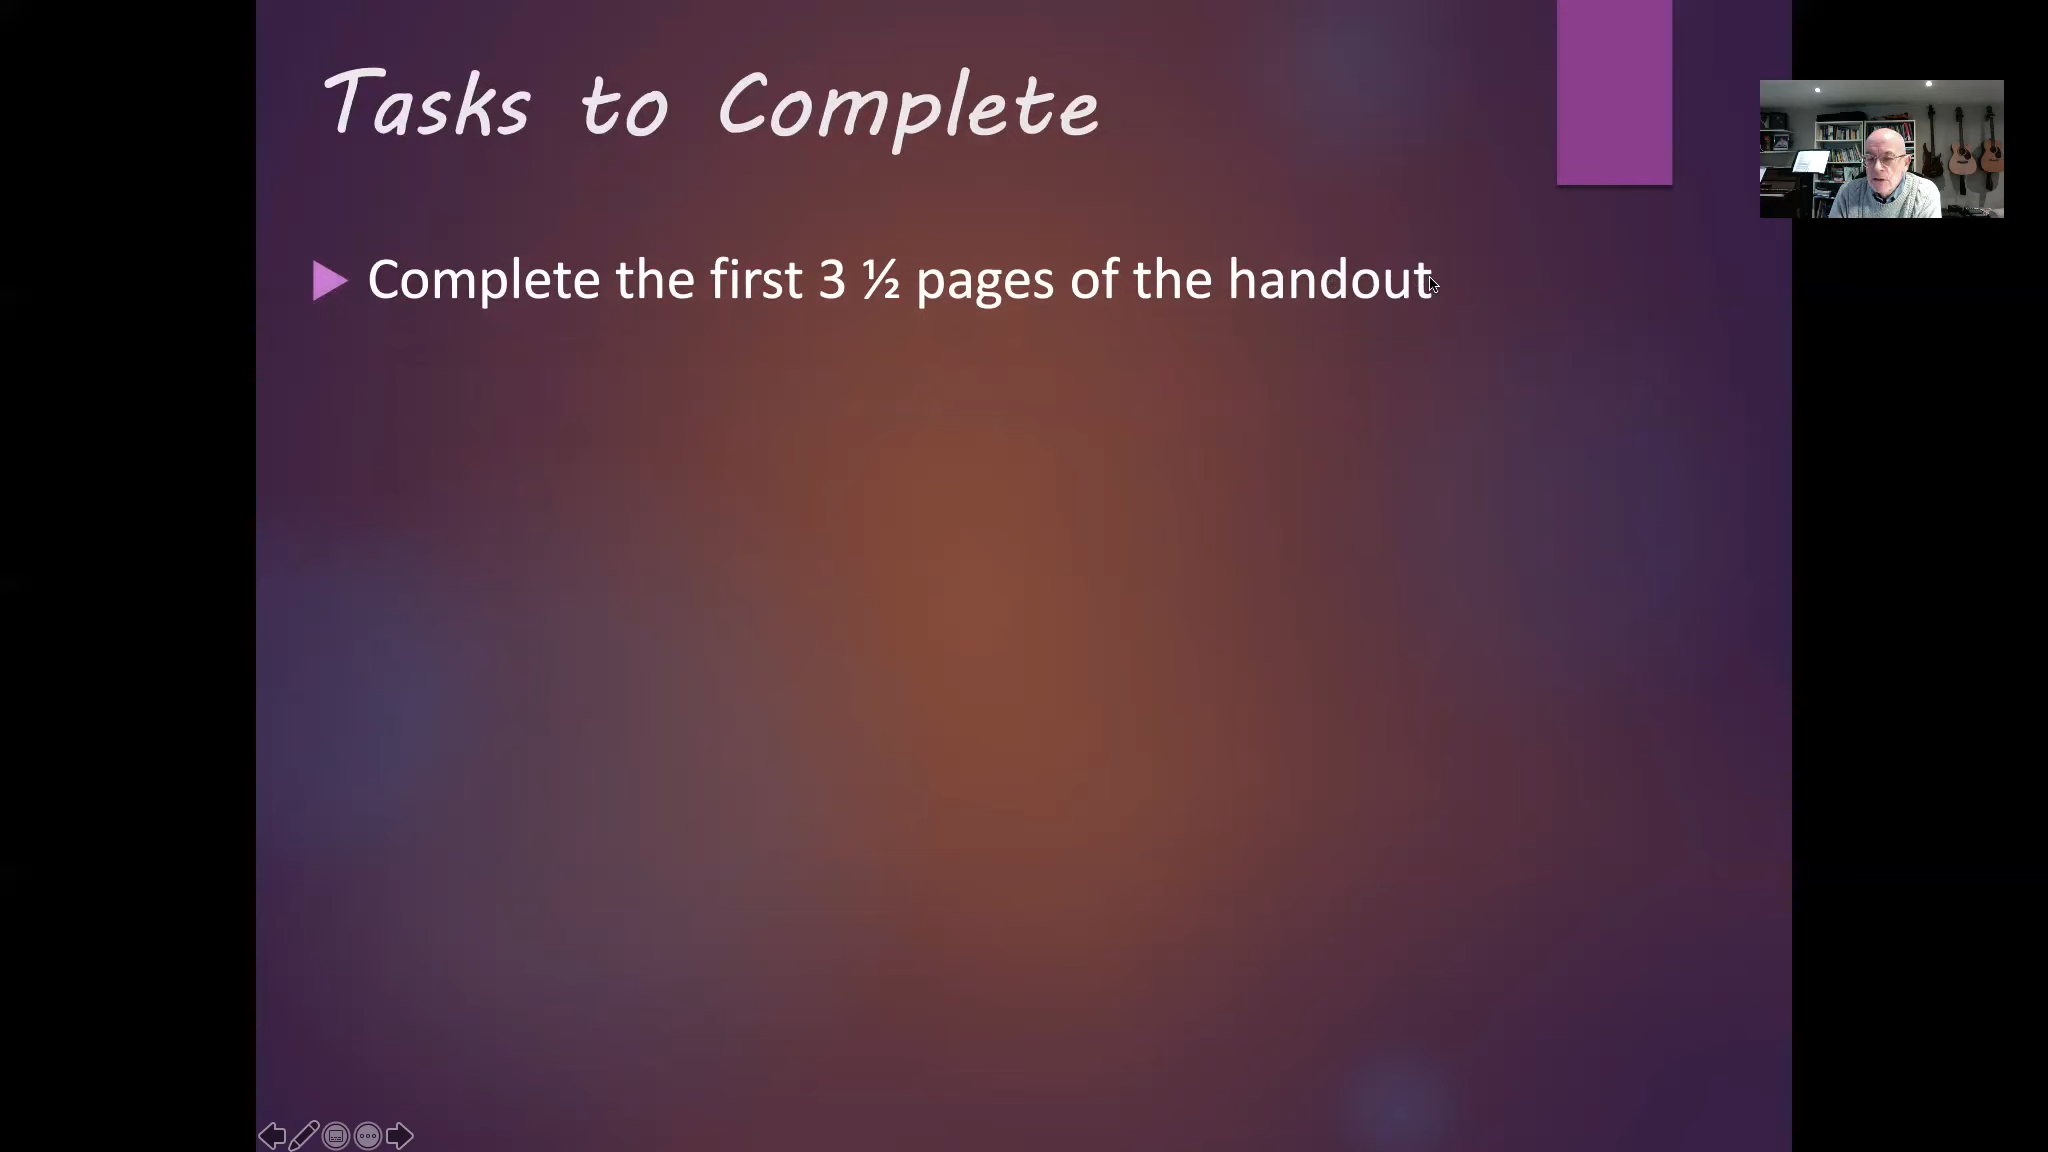 Tasks to Complete
Complete the first 3 ½ pages of the handout